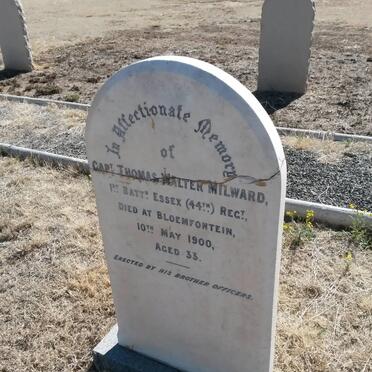 In Affectionate Memory
of
CAPT. THOMAS WALTER MILWARD,
1ST BATTN ESSEX (44TH) REGT.
DIED AT BLOEMFONTEIN,
10TH MAY 1900,
AGED 33.
ERECTED BY HIS BROTHER OFFICERS.